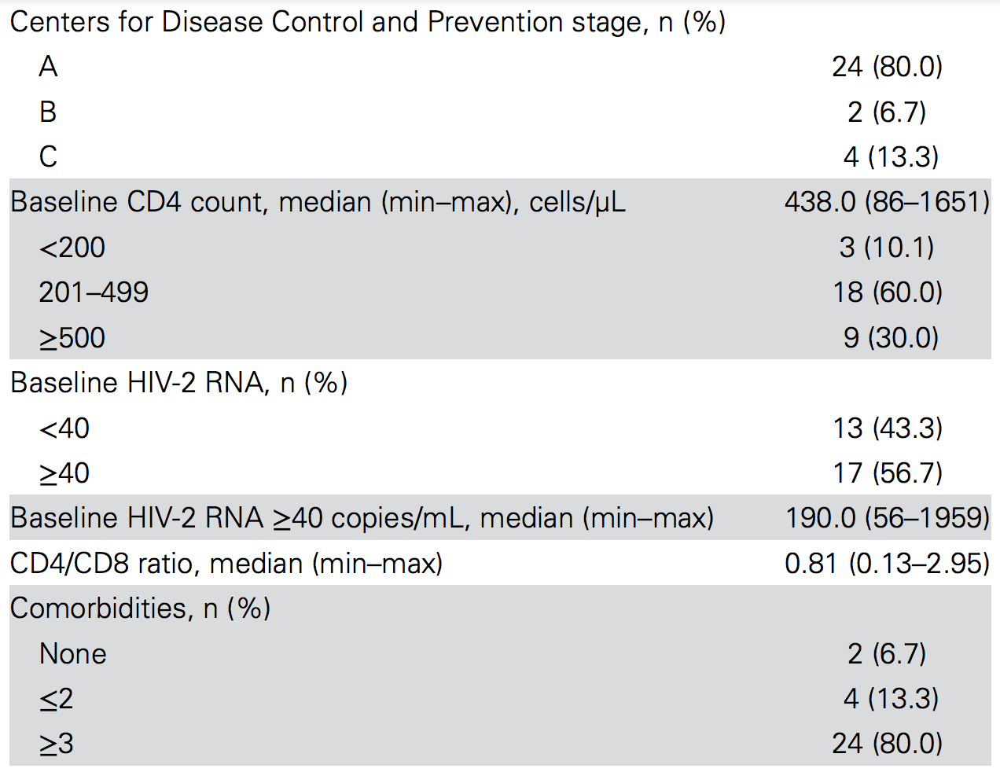 Centers for Disease Control and Prevention stage, n (%)
A 24 (80.0)
B 2 (6.7)
C 4 (13.3)
Baseline CD4 count, median (min–max), cells/µL 438.0 (86–1651)
<200 3 (10.1)
201–499 18 (60.0)
≥500 9 (30.0)
Baseline HIV-2 RNA, n (%)
<40 13 (43.3)
≥40 17 (56.7)
Baseline HIV-2 RNA ≥40 copies/mL, median (min–max) 190.0 (56–1959)
CD4/CD8 ratio, median (min–max) 0.81 (0.13–2.95)
Comorbidities, n (%)
None 2 (6.7)
≤2 4 (13.3)
≥3 24 (80.0)